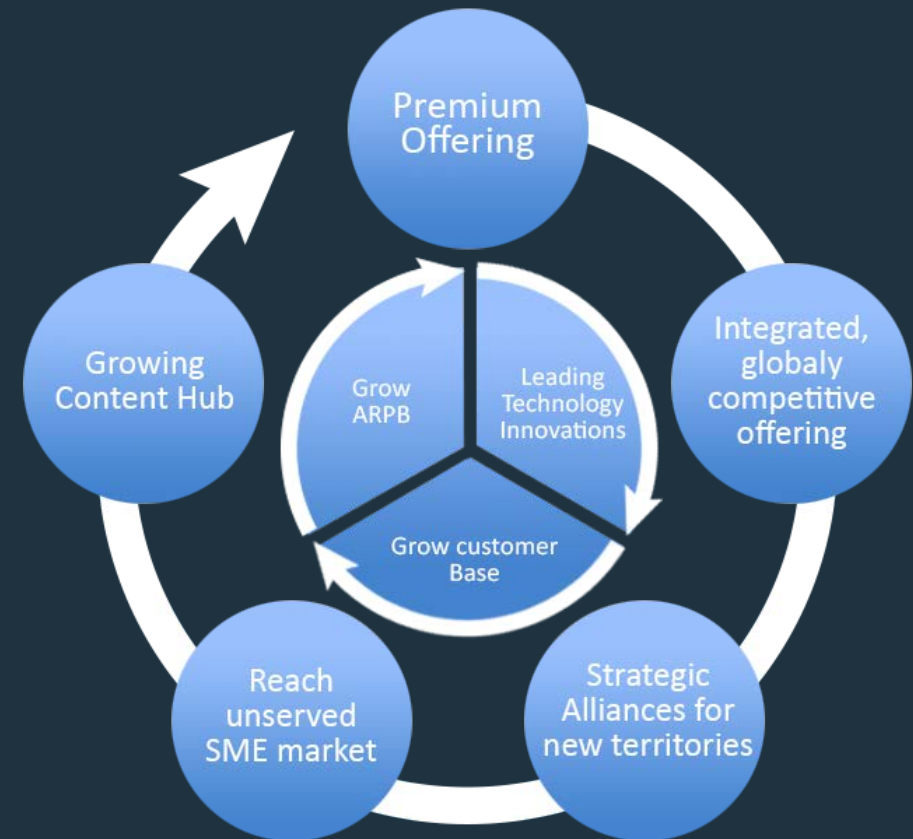 Premium
Offering
Integrated,
globaly
competitive
offering
Strategic
Alliances for
new territories
Reach
unserved
SME market
Growing
Content Hub
Leading
Technology
Innovations
Grow customer
Base
Grow
ARPB